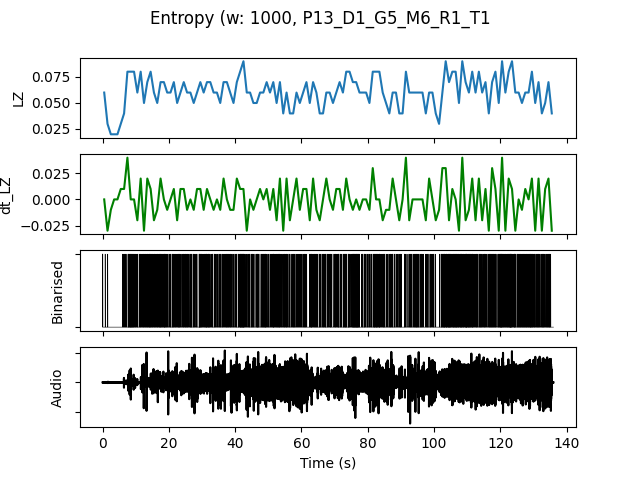 Entropy (w: 1000, P13_D1_G5_M6_R1_T1
0.075
0.050
0.025
LZ
0.025
0.000
−0.025
dt_LZ
Binarised
Audio
0 20 40 60 80 100 120 140
Time (s)